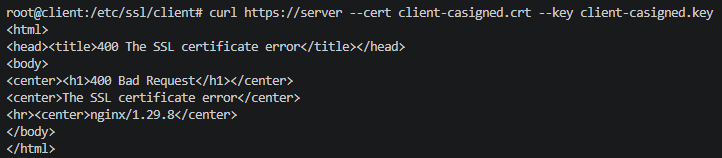 root@client:/etc/ssl/client# curl https://server --cert client-casigned.crt --key client-casigned.key
<html>
<head><title>400 The SSL certificate error</title></head>
<body>
<center><h1>400 Bad Request</h1></center>
<center>The SSL certificate error</center>
<hr><center>nginx/1.29.8</center>
</body>
</html>